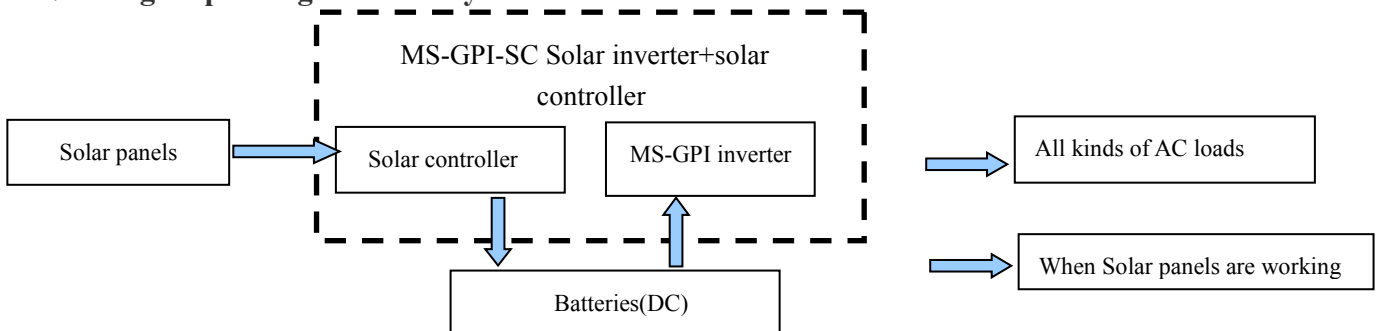 MS-GPI-SC Solar inverter+solar
controller
Solar panels
Solar controller
MS-GPI inverter
All kinds of AC loads
When Solar panels are working
Batteries(DC)